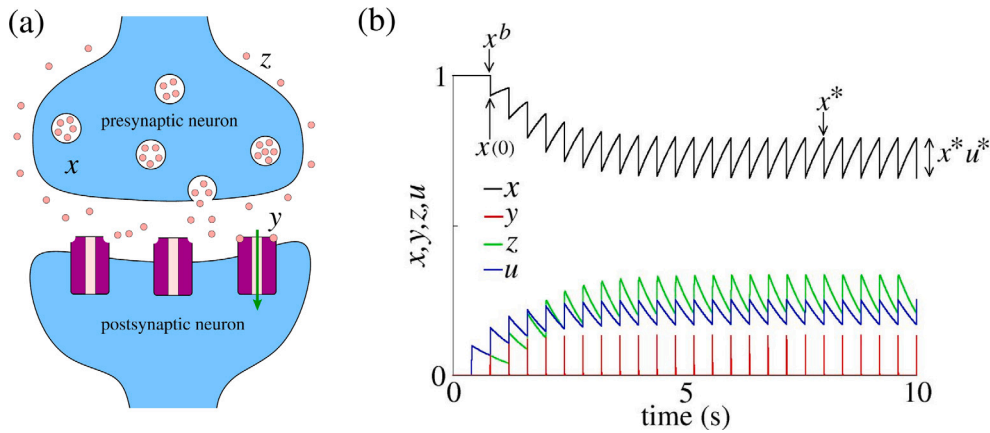 (a)
z
presynaptic neuron
x
y
postsynaptic neuron
(b)
x^b
1
x*
x(0)
x*u*
x,y,z,u
x
y
z
u
0
0 5 10
time (s)